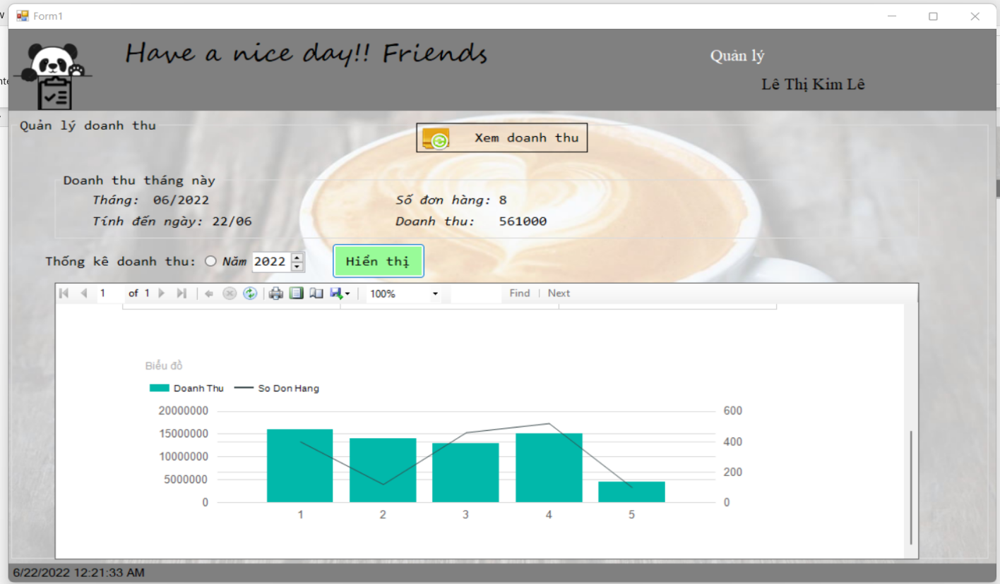 Form1
Have a nice day!! Friends
Quản lý
Lê Thị Kim Lê
Quản lý doanh thu
Xem doanh thu
Doanh thu tháng này
Tháng: 06/2022
Số đơn hàng: 8
Tính đến ngày: 22/06
Doanh thu: 561000
Thống kê doanh thu: Năm 2022 Hiển thị
1 of 1 100% Find | Next
Biểu đồ
Doanh Thu So Don Hang
20000000
15000000
10000000
5000000
0
600
400
200
0
1 2 3 4 5
6/22/2022 12:21:33 AM